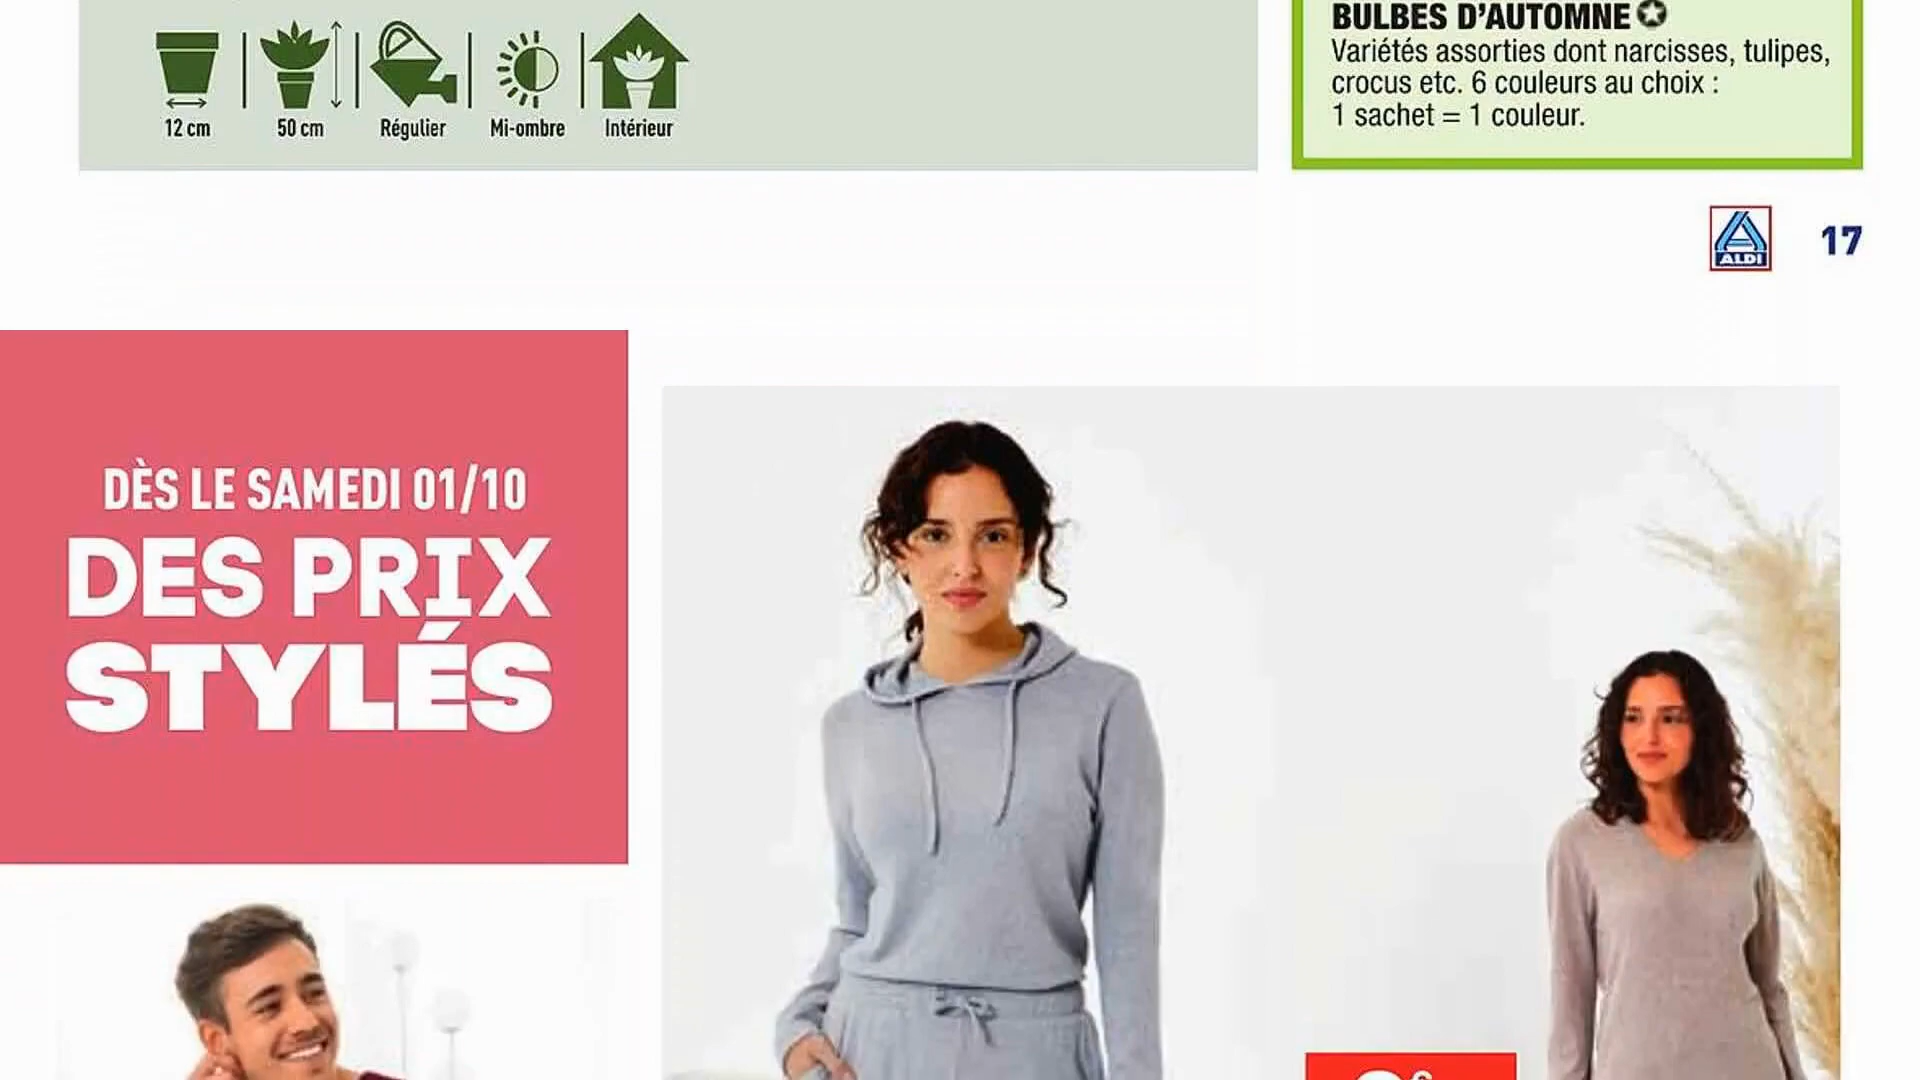 12 cm
50 cm
Régulier
Mi-ombre
Intérieur
BULBES D'AUTOMNE
Variétés assorties dont narcisses, tulipes,
crocus etc. 6 couleurs au choix :
1 sachet = 1 couleur.
ALDI
17
DÈS LE SAMEDI 01/10
DES PRIX
STYLÉS